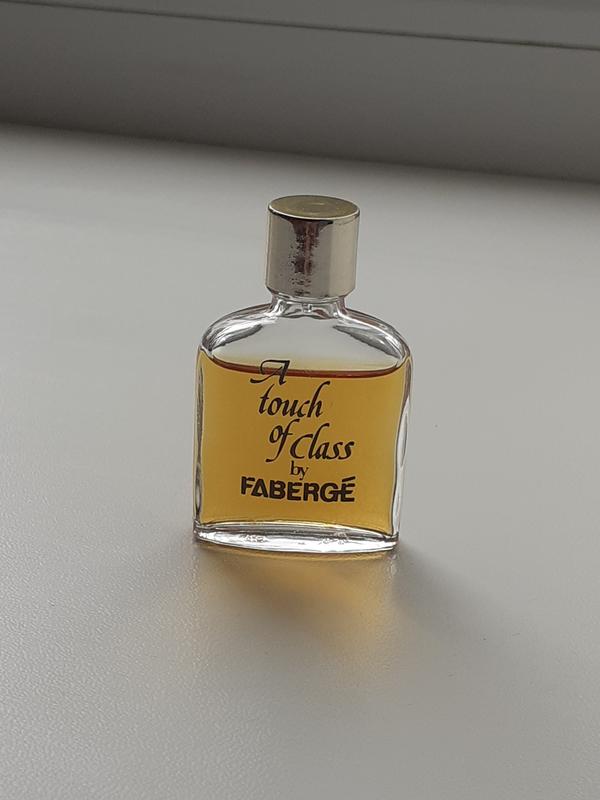 A
touch
of Class
by
FABERGÉ